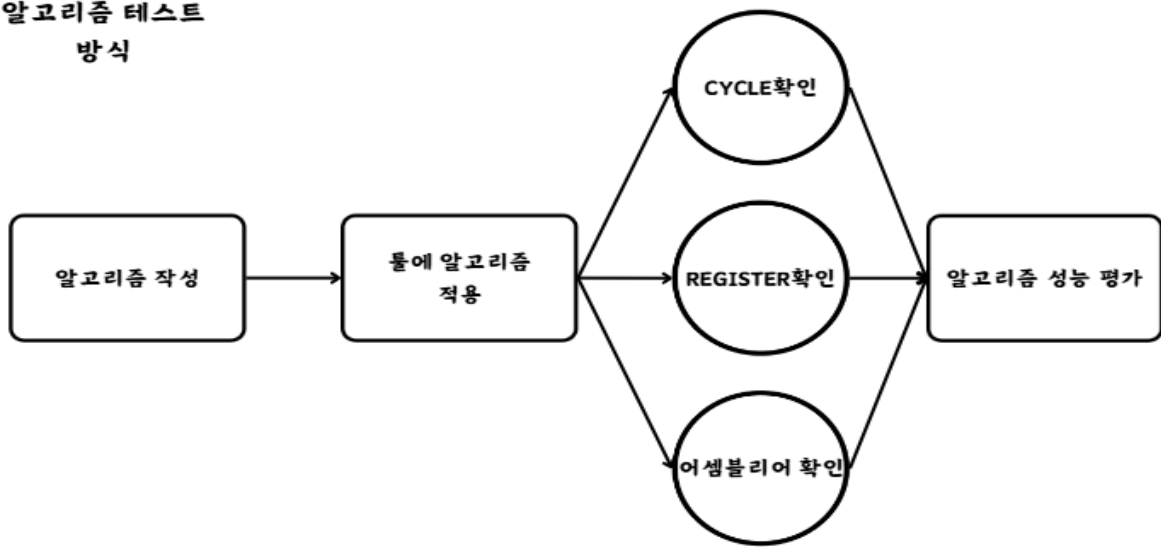 알고리즘 테스트
방식
CYCLE확인
알고리즘 작성
툴에 알고리즘
적용
REGISTER확인
알고리즘 성능 평가
어셈블리어 확인